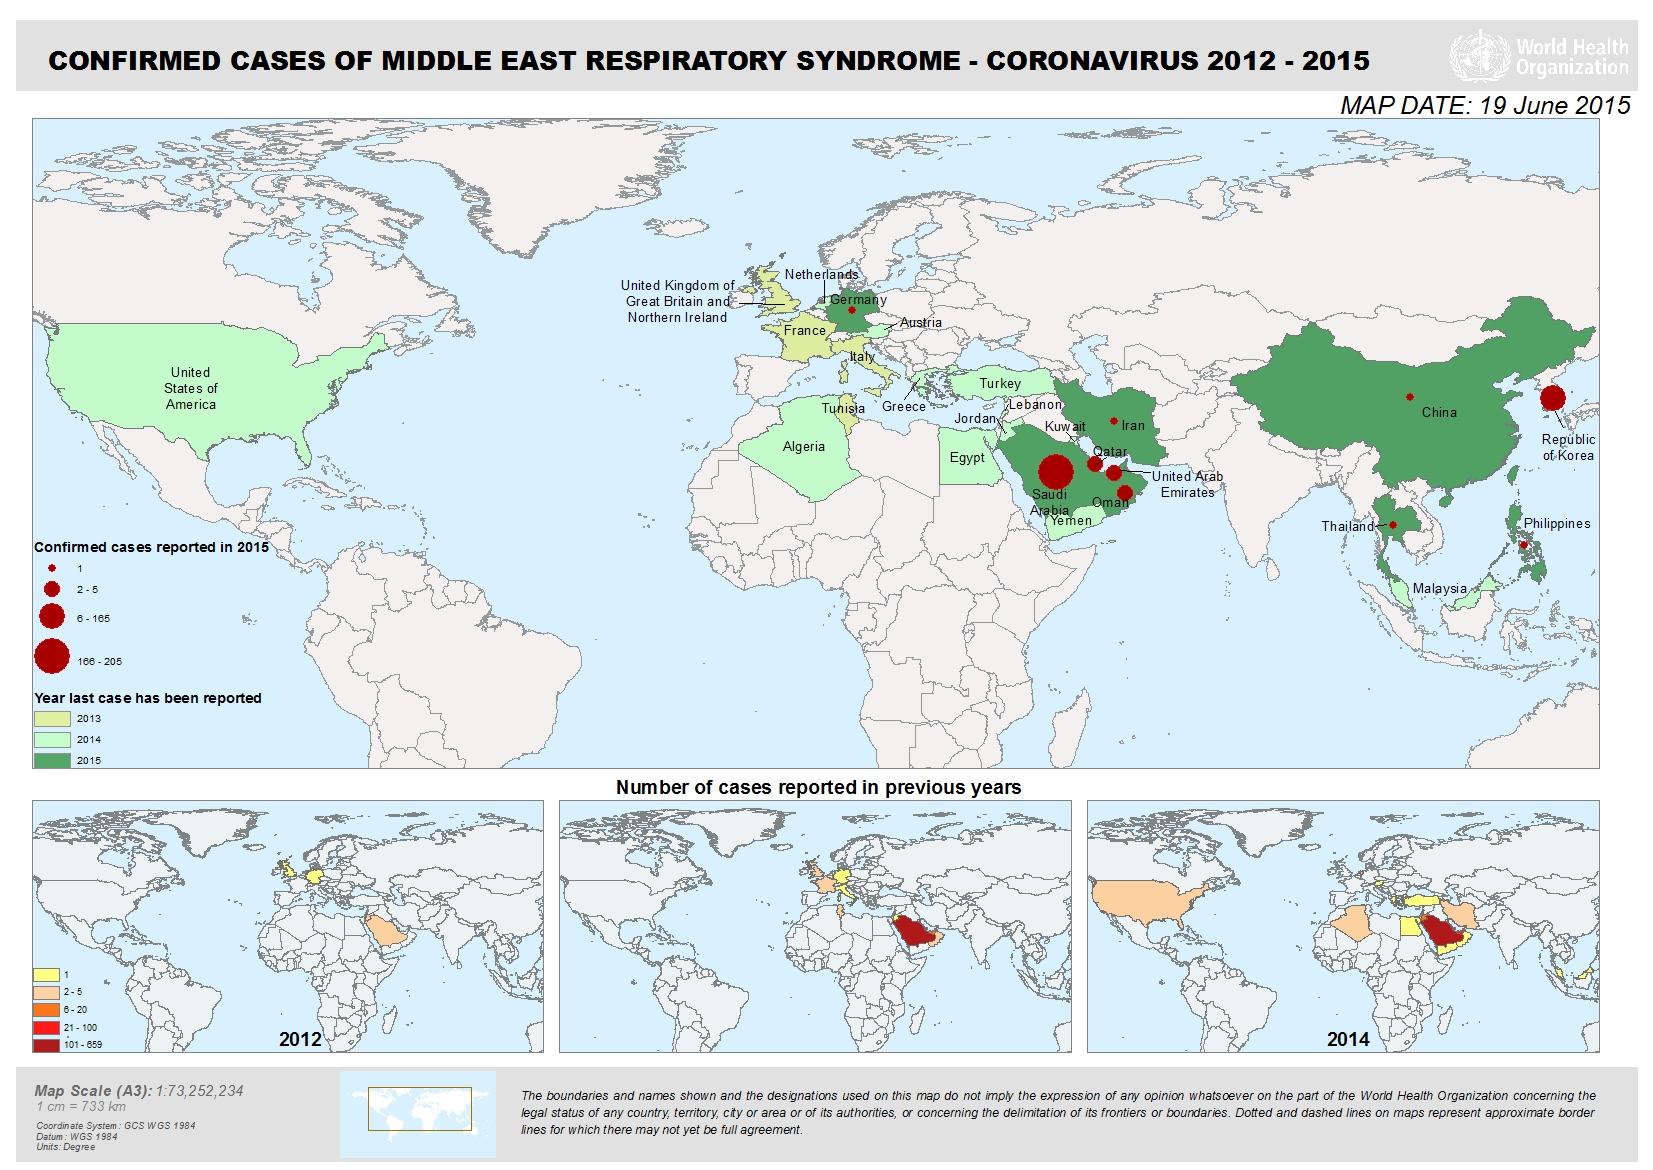 CONFIRMED CASES OF MIDDLE EAST RESPIRATORY SYNDROME - CORONAVIRUS 2012 - 2015
World Health
Organization
MAP DATE: 19 June 2015
United Kingdom of
Great Britain and
Northern Ireland
Netherlands
Germany
France
Austria
Italy
United
States of
America
Turkey
Tunisia
Greece
Lebanon
Jordan
Kuwait
Iran
China
Algeria
Egypt
Qatar
Republic
of Korea
United Arab
Emirates
Saudi
Arabia
Oman
Yemen
Thailand
Philippines
Malaysia
Confirmed cases reported in 2015
1
2 - 5
6 - 165
166 - 205
Year last case has been reported
2013
2014
2015
Number of cases reported in previous years
1
2 - 5
6 - 20
21 - 100
101 - 659
2012
2014
Map Scale (A3): 1:73,252,234
1 cm = 733 km
Coordinate System: GCS WGS 1984
Datum: WGS 1984
Units: Degree
The boundaries and names shown and the designations used on this map do not imply the expression of any opinion whatsoever on the part of the World Health Organization concerning the
legal status of any country, territory, city or area or of its authorities, or concerning the delimitation of its frontiers or boundaries. Dotted and dashed lines on maps represent approximate border
lines for which there may not yet be full agreement.